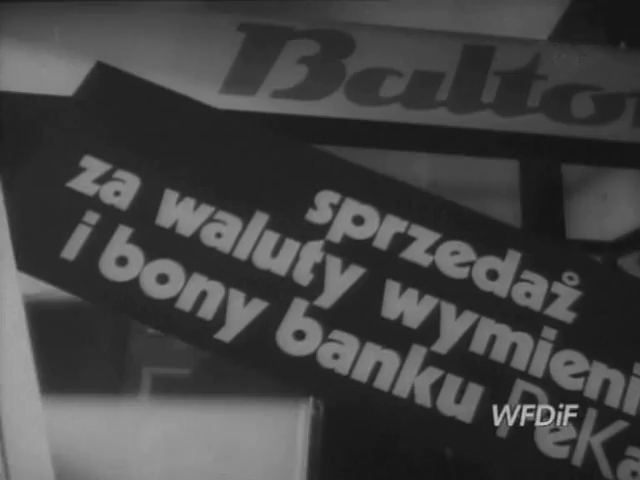 Balto
sprzedaż
za waluty wymieni
i bony banku PeKa
WFDiF